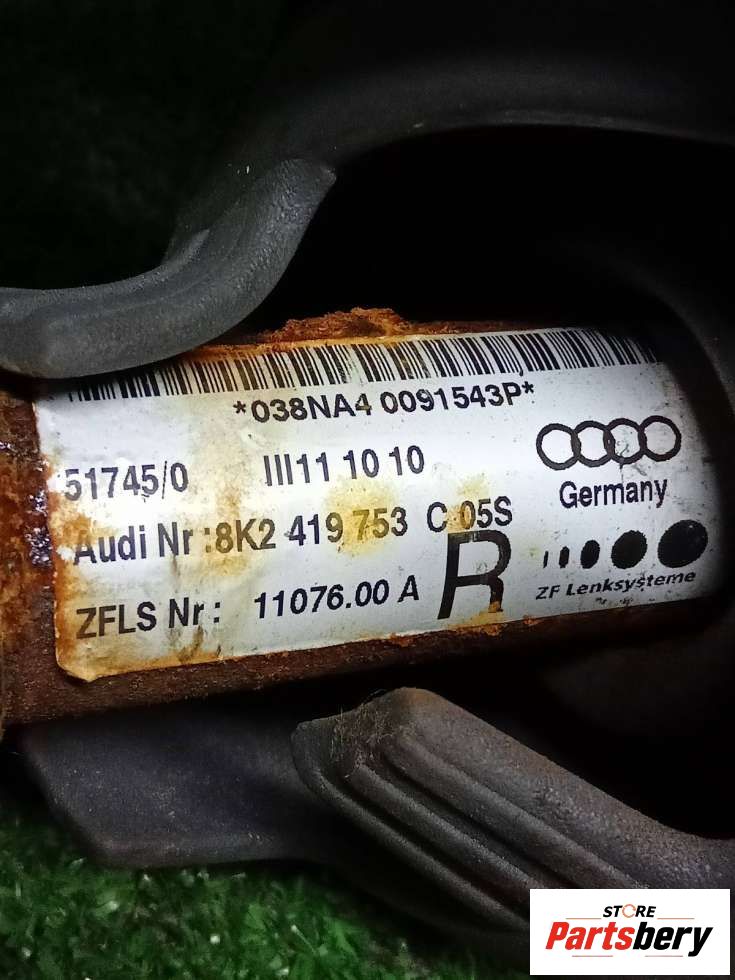 *038NA4 0091543P*
51745/0 III11 10 10
Germany
Audi Nr :8K2 419 753 C 05S
R
ZF Lenksysteme
ZFLS Nr: 11076.00 A
STORE
Partsbery